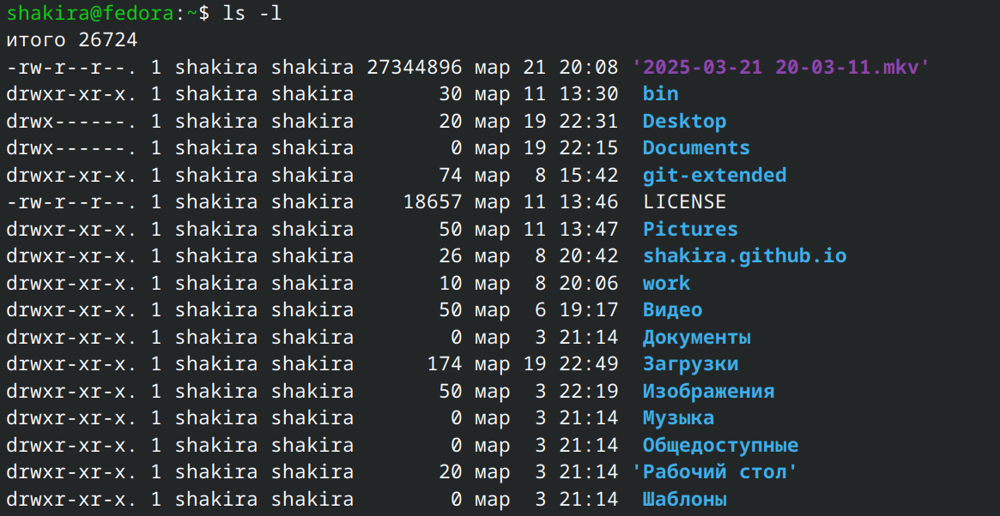 shakira@fedora:~$ ls -l
итого 26724
-rw-r--r--. 1 shakira shakira 27344896 мар 21 20:08 '2025-03-21 20-03-11.mkv'
drwxr-xr-x. 1 shakira shakira       30 мар 11 13:30  bin
drwx------. 1 shakira shakira       20 мар 19 22:31  Desktop
drwx------. 1 shakira shakira        0 мар 19 22:15  Documents
drwxr-xr-x. 1 shakira shakira       74 мар  8 15:42  git-extended
-rw-r--r--. 1 shakira shakira    18657 мар 11 13:46  LICENSE
drwxr-xr-x. 1 shakira shakira       50 мар 11 13:47  Pictures
drwxr-xr-x. 1 shakira shakira       26 мар  8 20:42  shakira.github.io
drwxr-xr-x. 1 shakira shakira       10 мар  8 20:06  work
drwxr-xr-x. 1 shakira shakira       50 мар  6 19:17  Видео
drwxr-xr-x. 1 shakira shakira        0 мар  3 21:14  Документы
drwxr-xr-x. 1 shakira shakira      174 мар 19 22:49  Загрузки
drwxr-xr-x. 1 shakira shakira       50 мар  3 22:19  Изображения
drwxr-xr-x. 1 shakira shakira        0 мар  3 21:14  Музыка
drwxr-xr-x. 1 shakira shakira        0 мар  3 21:14  Общедоступные
drwxr-xr-x. 1 shakira shakira       20 мар  3 21:14 'Рабочий стол'
drwxr-xr-x. 1 shakira shakira        0 мар  3 21:14  Шаблоны